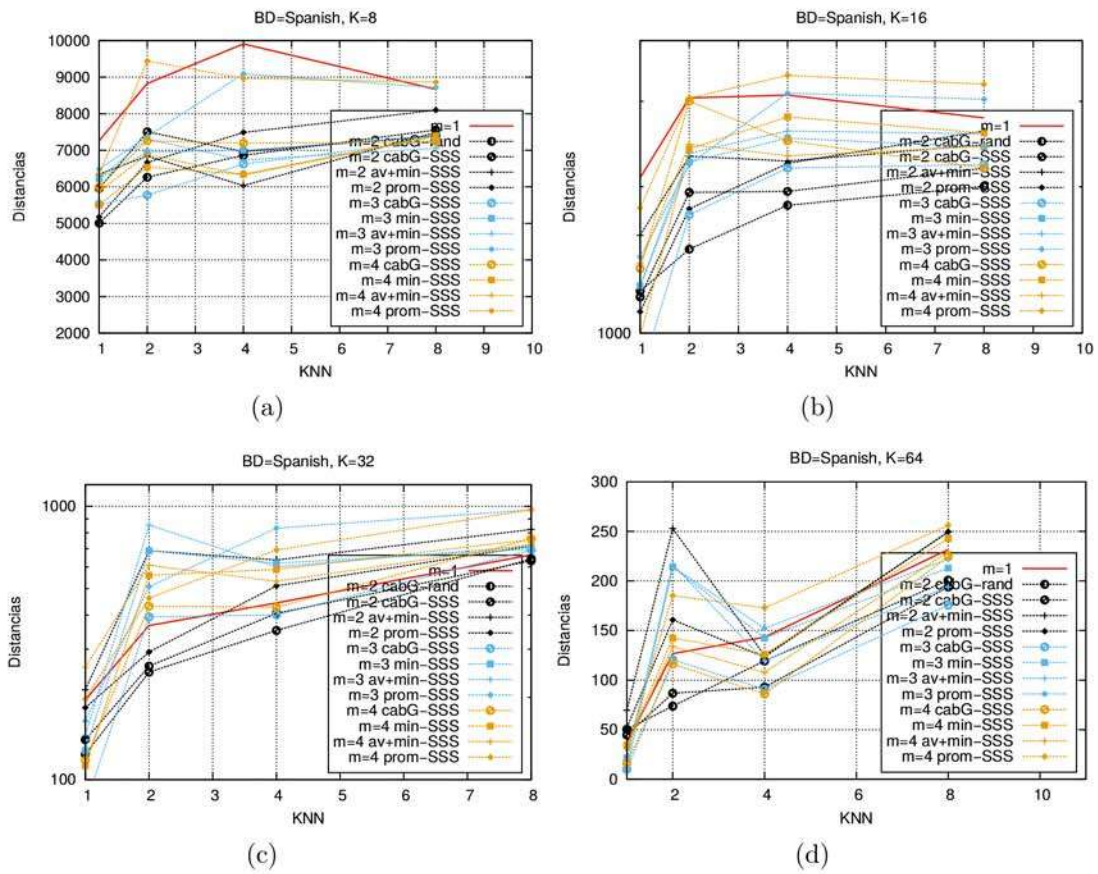 BD=Spanish, K=8
10000
9000
8000
7000
6000
5000
4000
3000
2000
Distancias
m=1
m=2 cabG-rand
m=2 cabG-SSS
m=2 av+min-SSS
m=2 prom-SSS
m=3 cabG-SSS
m=3 min-SSS
m=3 av+min-SSS
m=3 prom-SSS
m=4 cabG-SSS
m=4 min-SSS
m=4 av+min-SSS
m=4 prom-SSS
1 2 3 4 5 6 7 8 9 10
KNN
(a)
BD=Spanish, K=16
1000
Distancias
m=1
m=2 cabG-rand
m=2 cabG-SSS
m=2 av+min-SSS
m=2 prom-SSS
m=3 cabG-SSS
m=3 min-SSS
m=3 av+min-SSS
m=3 prom-SSS
m=4 cabG-SSS
m=4 min-SSS
m=4 av+min-SSS
m=4 prom-SSS
1 2 3 4 5 6 7 8 9 10
KNN
(b)
BD=Spanish, K=32
1000
100
Distancias
m=1
m=2 cabG-rand
m=2 cabG-SSS
m=2 av+min-SSS
m=2 prom-SSS
m=3 cabG-SSS
m=3 min-SSS
m=3 av+min-SSS
m=3 prom-SSS
m=4 cabG-SSS
m=4 min-SSS
m=4 av+min-SSS
m=4 prom-SSS
1 2 3 4 5 6 7 8
KNN
(c)
BD=Spanish, K=64
300
250
200
150
100
50
0
Distancias
m=1
m=2 cabG-rand
m=2 cabG-SSS
m=2 av+min-SSS
m=2 prom-SSS
m=3 cabG-SSS
m=3 min-SSS
m=3 av+min-SSS
m=3 prom-SSS
m=4 cabG-SSS
m=4 min-SSS
m=4 av+min-SSS
m=4 prom-SSS
2 4 6 8 10
KNN
(d)